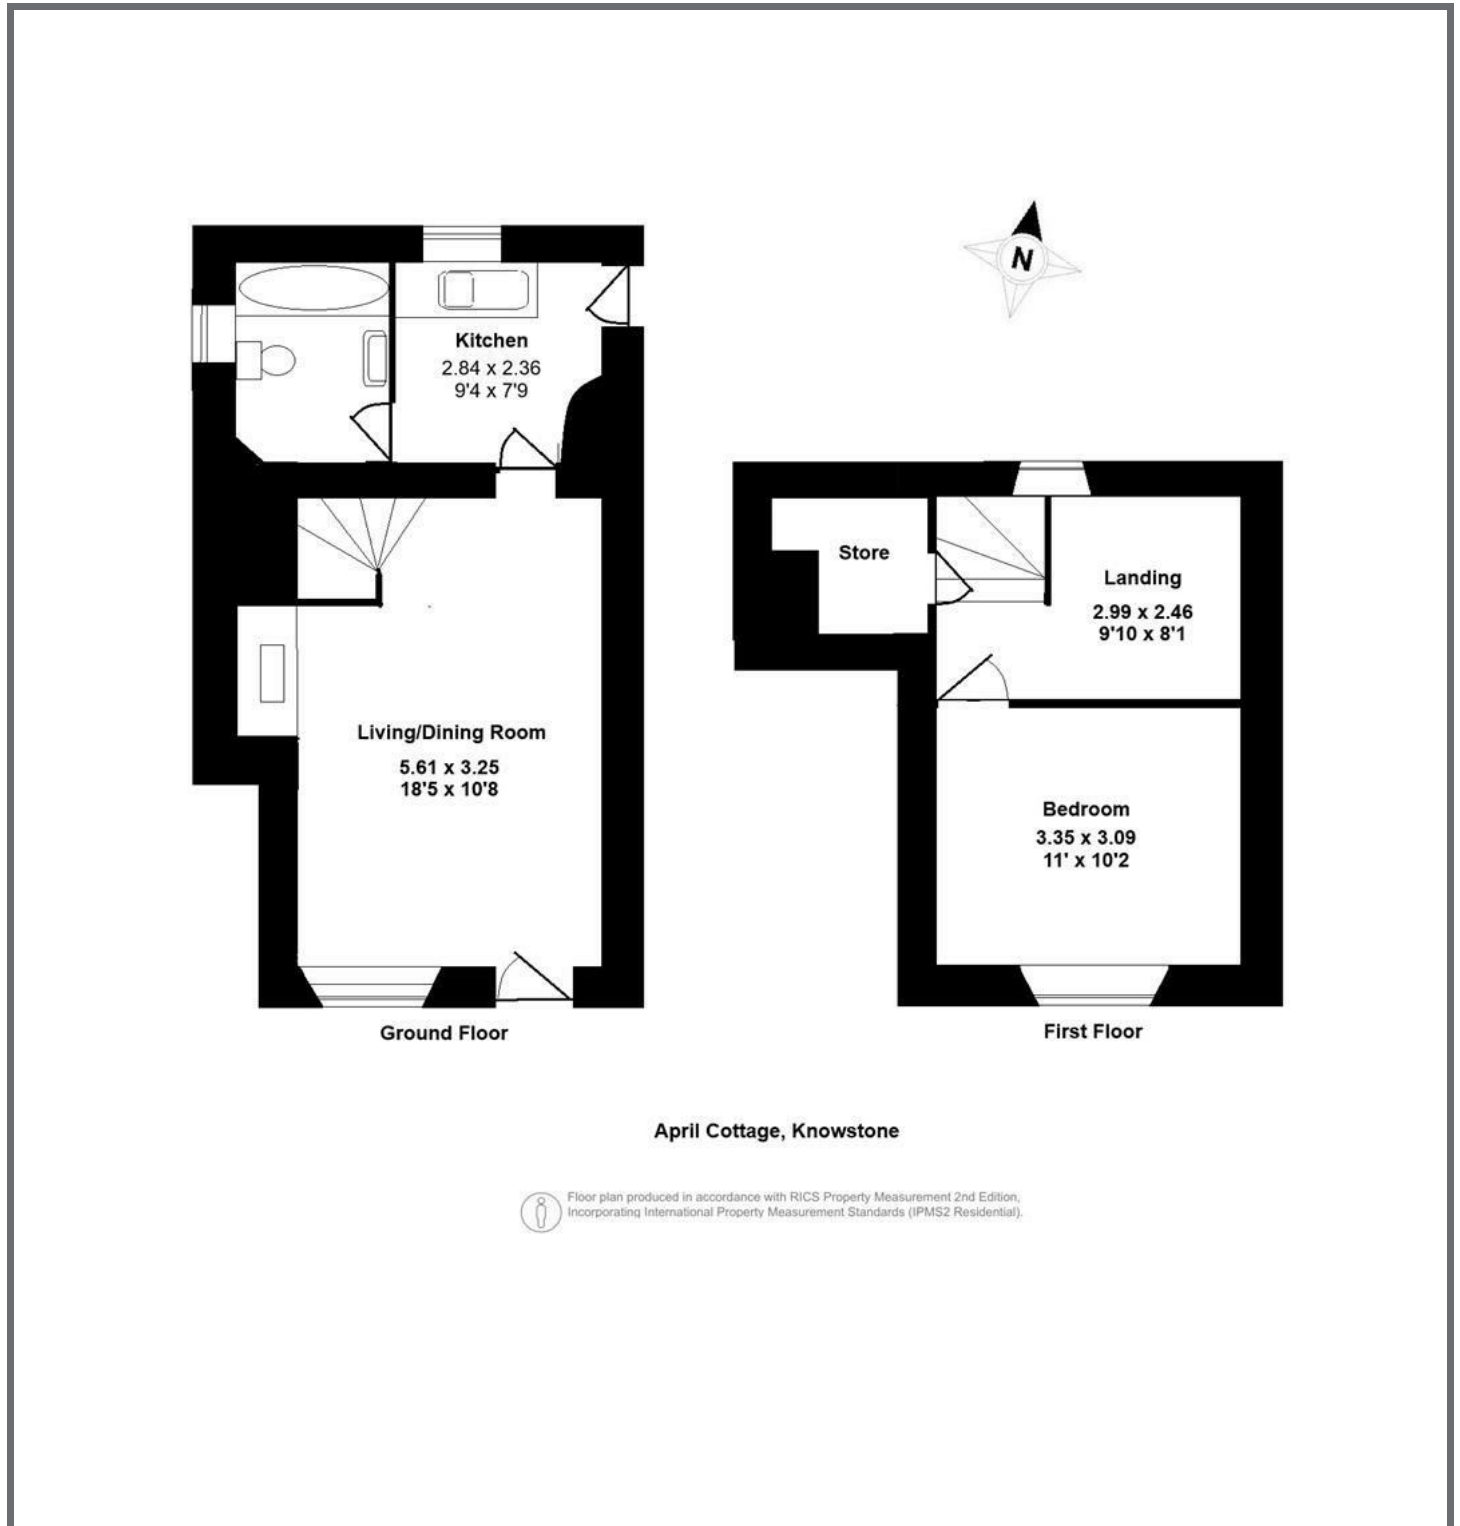 N
Kitchen
2.84 x 2.36
9'4 x 7'9
Living/Dining Room
5.61 x 3.25
18'5 x 10'8
Ground Floor
Store
Landing
2.99 x 2.46
9'10 x 8'1
Bedroom
3.35 x 3.09
11' x 10'2
First Floor
April Cottage, Knowstone
Floor plan produced in accordance with RICS Property Measurement 2nd Edition,
Incorporating International Property Measurement Standards (IPMS2 Residential).